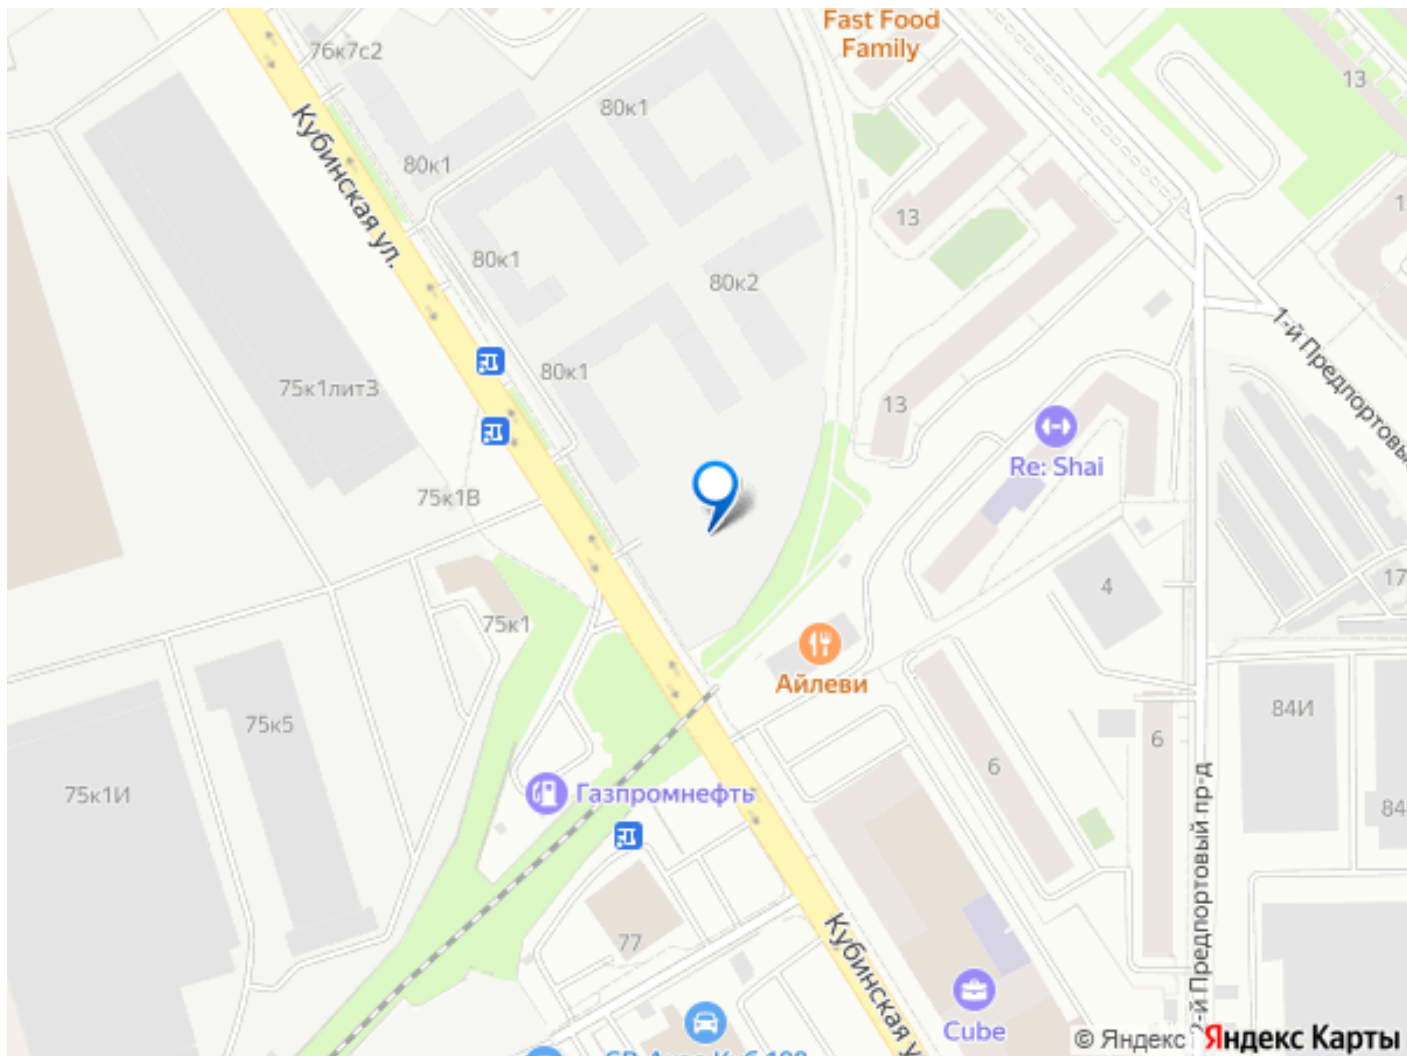 Fast Food
Family
76к7с2
13
80к1
Кубинская ул.
80к1
13
80к1
80к2
1-й Предпортовый
80к1
75к1лит3
13
Re: Shai
75к1В
17
4
75к1
Айлеви
84И
75к5
6
6
75к1И
Газпромнефть
84
2-й Предпортовый пр-д
77
Кубинская у
Cube
© Яндекс Яндекс Карты